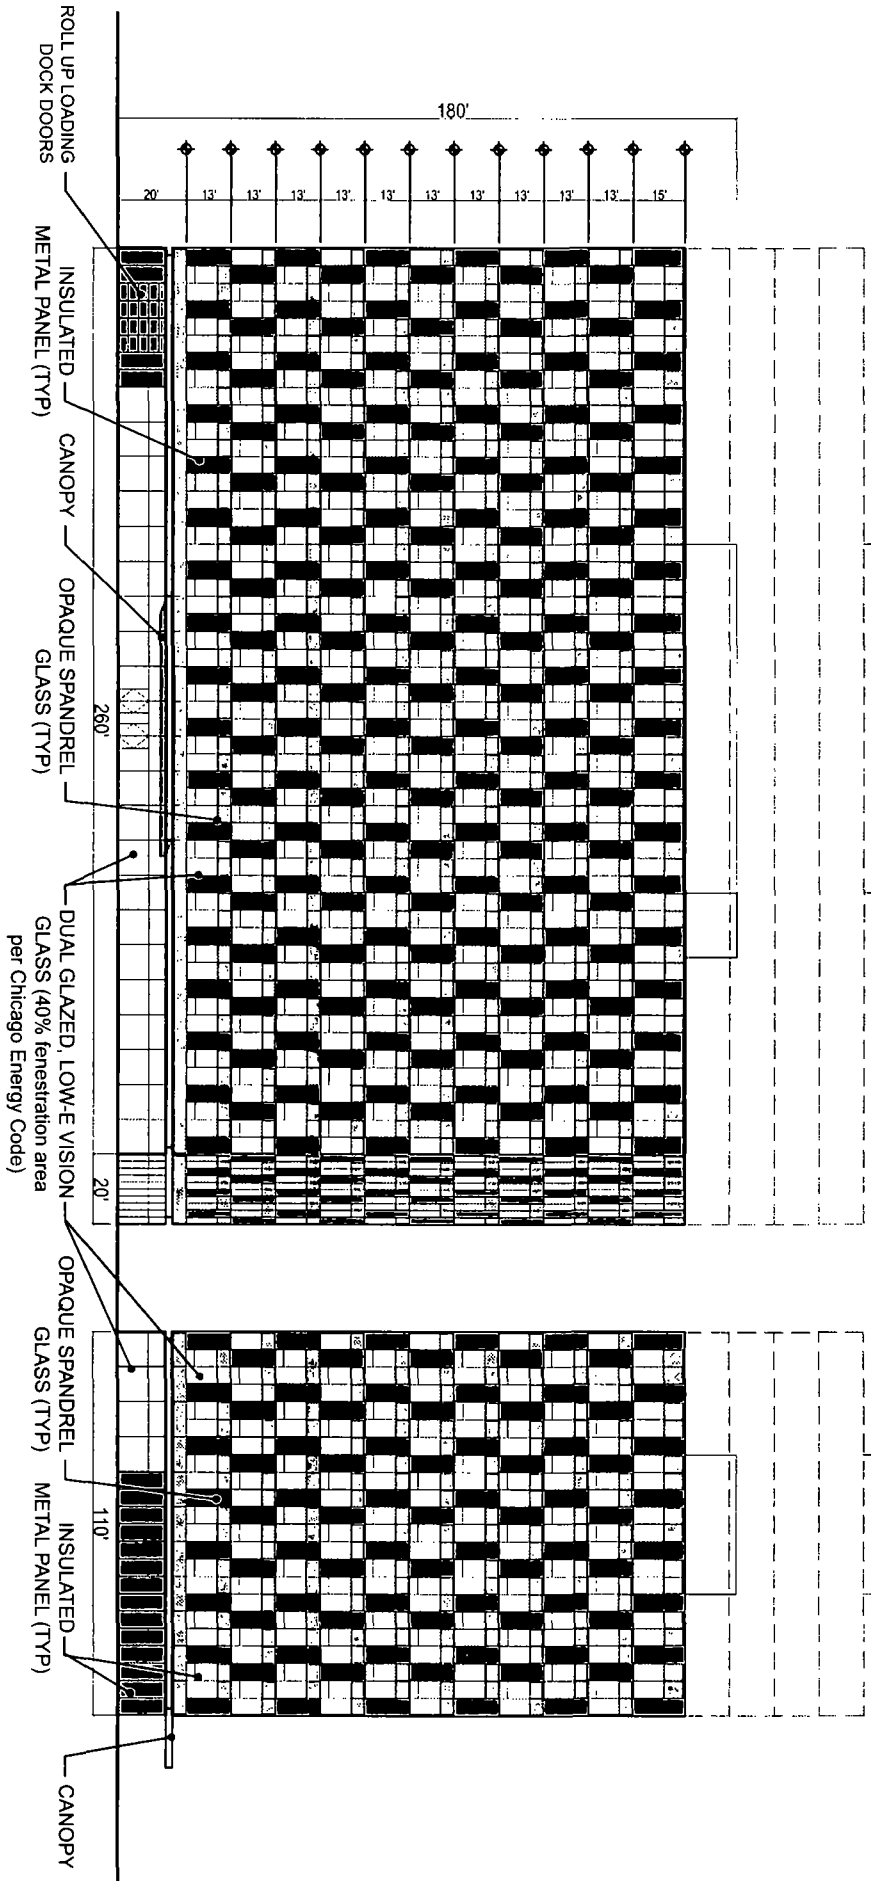 180'
20'
13'
13'
13'
13'
13'
13'
13'
13'
13'
13'
15'
ROLL UP LOADING
DOCK DOORS
INSULATED
METAL PANEL (TYP)
CANOPY
OPAQUE SPANDREL
GLASS (TYP)
260'
DUAL GLAZED, LOW-E VISION
GLASS (40% fenestration area
per Chicago Energy Code)
20'
OPAQUE SPANDREL
GLASS (TYP)
110'
INSULATED
METAL PANEL (TYP)
CANOPY